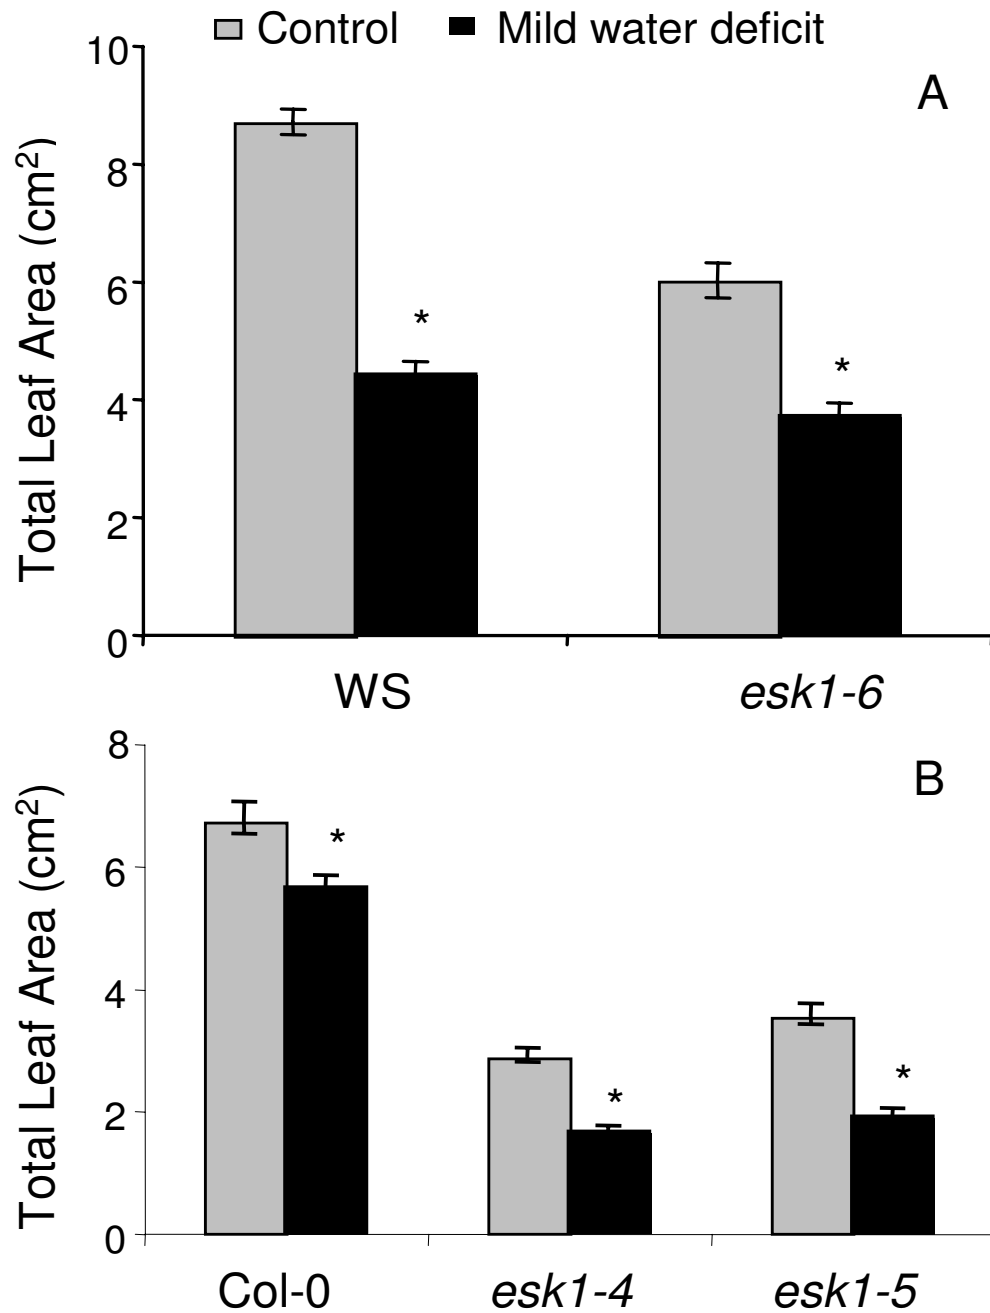 Control Mild water deficit
A
Total Leaf Area (cm²)
10
8
6
4
2
0
*
*
WS esk1-6
B
Total Leaf Area (cm²)
8
6
4
2
0
*
*
*
Col-0 esk1-4 esk1-5